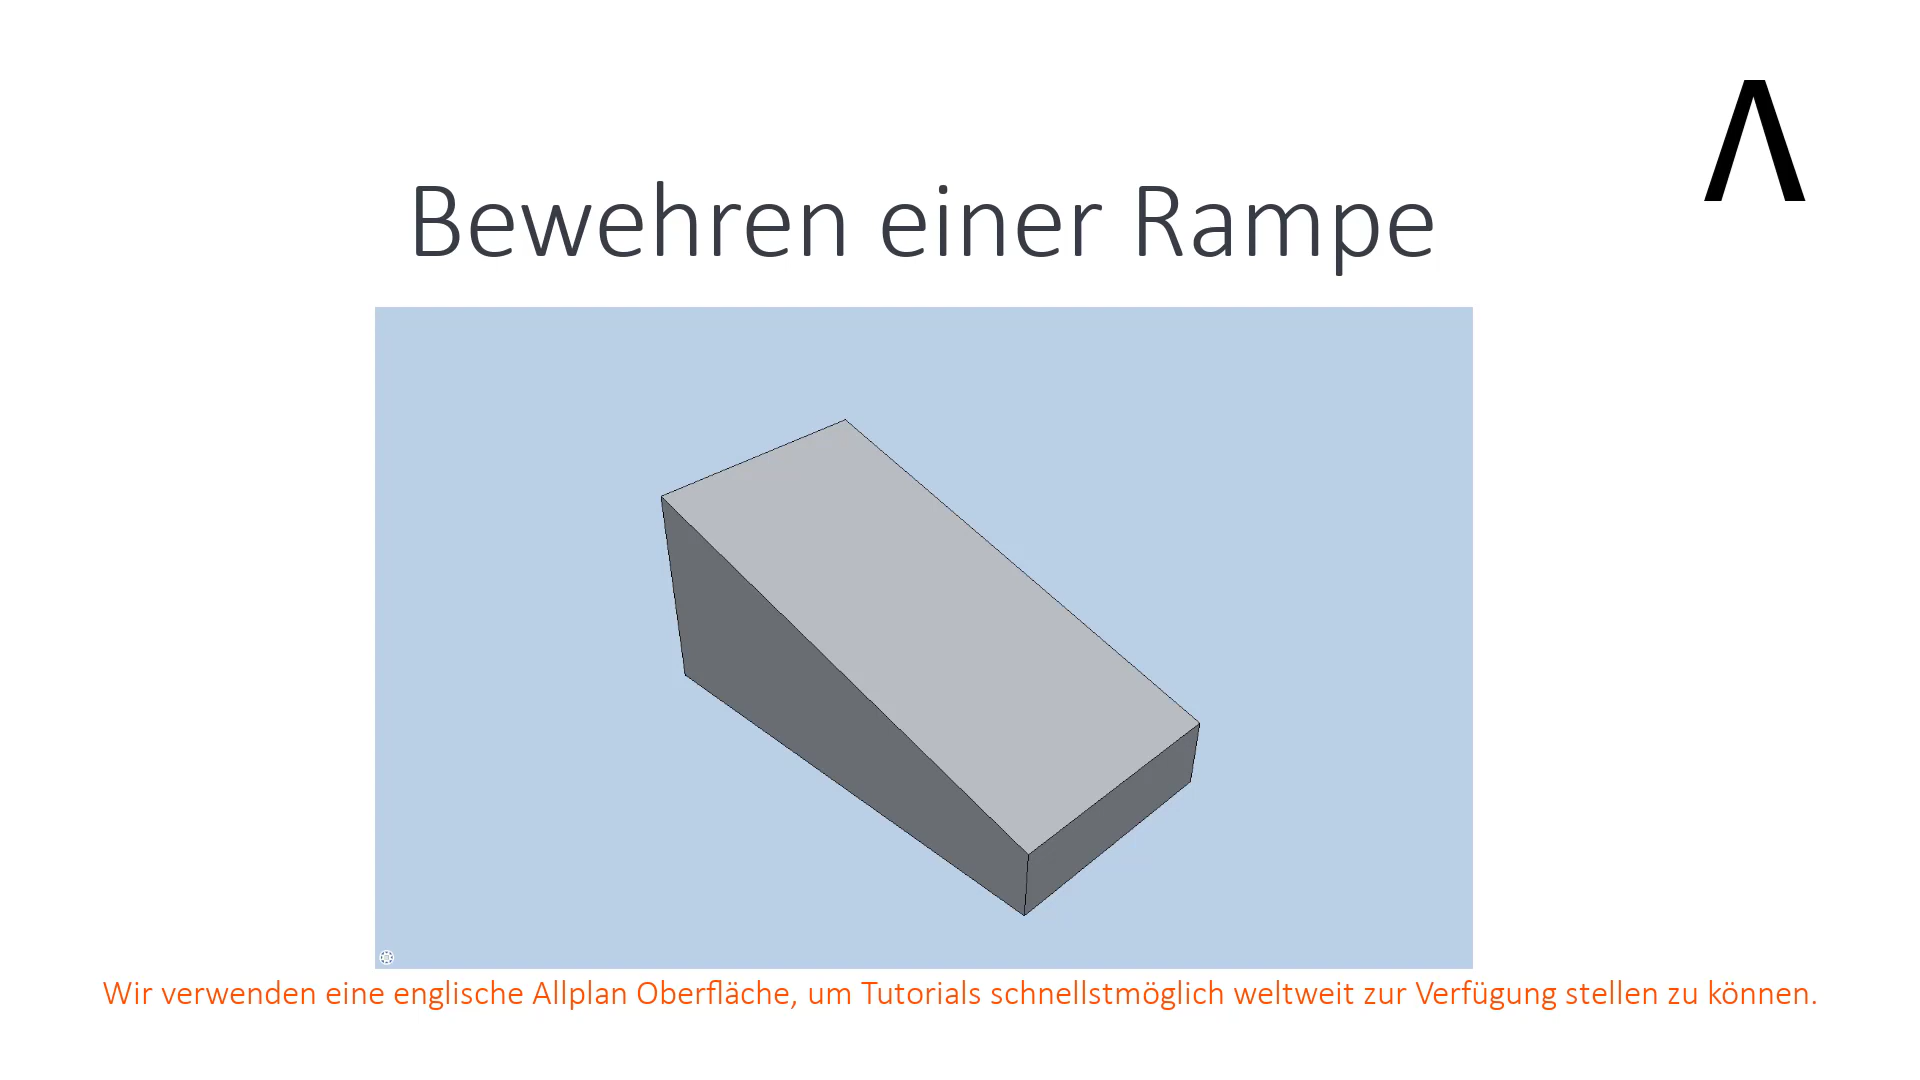 Bewehren einer Rampe
Wir verwenden eine englische Allplan Oberfläche, um Tutorials schnellstmöglich weltweit zur Verfügung stellen zu können.